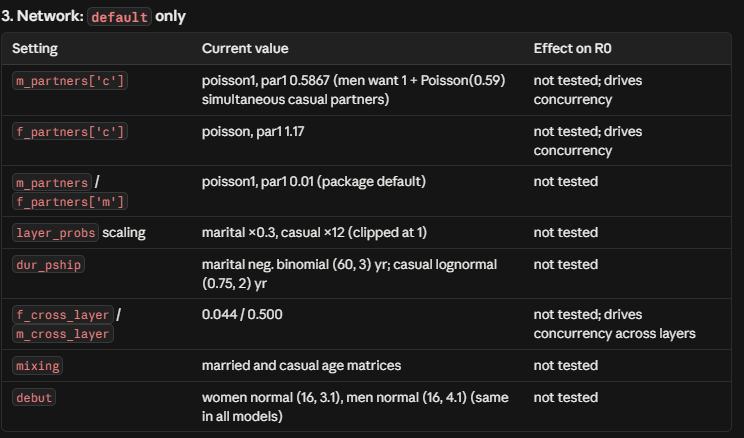 3. Network: default only
Setting Current value Effect on R0
m_partners['c'] poisson1, par1 0.5867 (men want 1 + Poisson(0.59) not tested; drives
simultaneous casual partners) concurrency
f_partners['c'] poisson, par1 1.17 not tested; drives
concurrency
m_partners / poisson1, par1 0.01 (package default) not tested
f_partners['m']
layer_probs scaling marital ×0.3, casual ×12 (clipped at 1) not tested
dur_pship marital neg. binomial (60, 3) yr; casual lognormal not tested
(0.75, 2) yr
f_cross_layer / 0.044 / 0.500 not tested; drives
m_cross_layer concurrency across layers
mixing married and casual age matrices not tested
debut women normal (16, 3.1), men normal (16, 4.1) (same not tested
in all models)